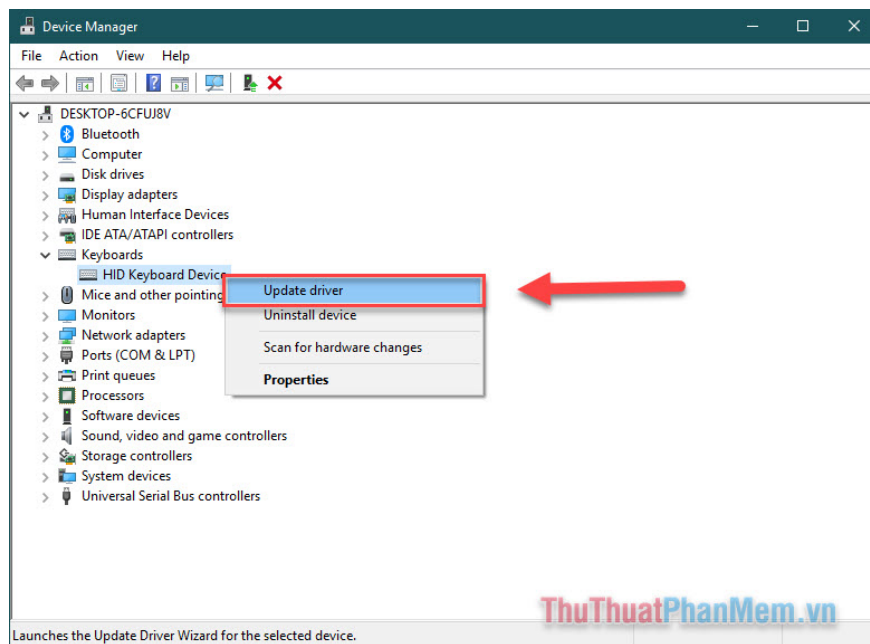 Device Manager
File Action View Help
DESKTOP-6CFUJ8V
Bluetooth
Computer
Disk drives
Display adapters
Human Interface Devices
IDE ATA/ATAPI controllers
Keyboards
HID Keyboard Device
Update driver
Mice and other pointing
Uninstall device
Monitors
Network adapters
Scan for hardware changes
Ports (COM & LPT)
Print queues
Properties
Processors
Software devices
Sound, video and game controllers
Storage controllers
System devices
Universal Serial Bus controllers
ThuThuatPhanMem.vn
Launches the Update Driver Wizard for the selected device.